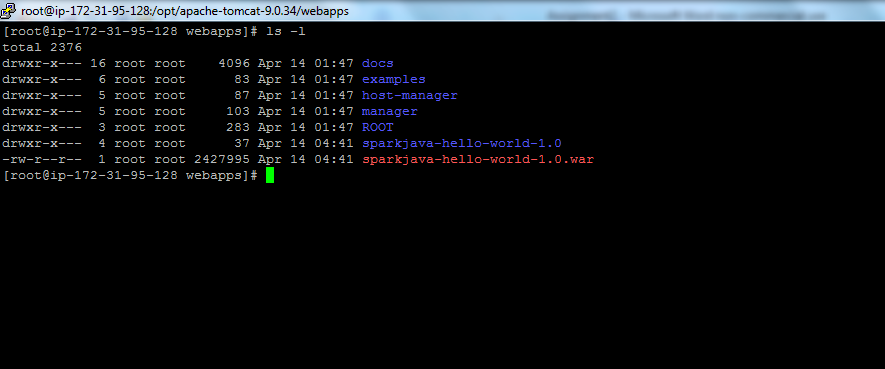 root@ip-172-31-95-128:/opt/apache-tomcat-9.0.34/webapps
[root@ip-172-31-95-128 webapps]# ls -l
total 2376
drwxr-x--- 16 root root    4096 Apr 14 01:47 docs
drwxr-x---  6 root root      83 Apr 14 01:47 examples
drwxr-x---  5 root root      87 Apr 14 01:47 host-manager
drwxr-x---  5 root root     103 Apr 14 01:47 manager
drwxr-x---  3 root root     283 Apr 14 01:47 ROOT
drwxr-x---  4 root root      37 Apr 14 04:41 sparkjava-hello-world-1.0
-rw-r--r--  1 root root 2427995 Apr 14 04:41 sparkjava-hello-world-1.0.war
[root@ip-172-31-95-128 webapps]#